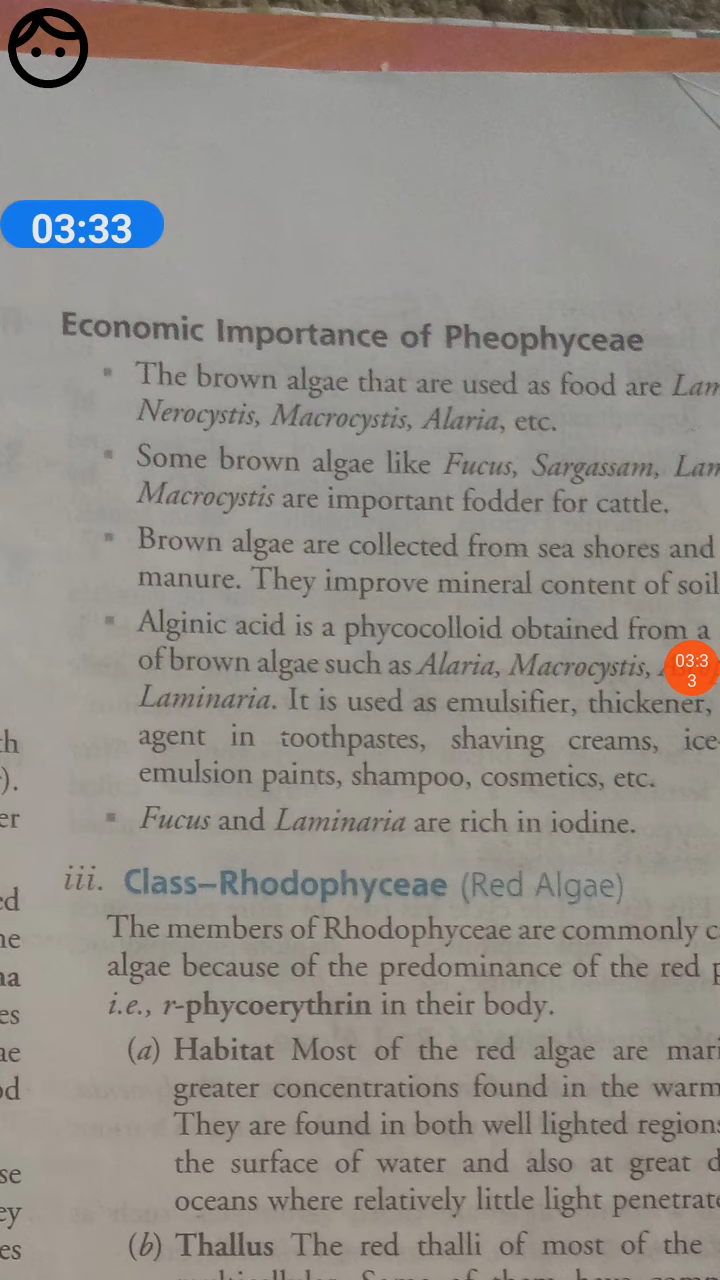 03:33
Economic Importance of Pheophyceae
The brown algae that are used as food are Lam
Nerocystis, Macrocystis, Alaria, etc.
Some brown algae like Fucus, Sargassam, Lam
Macrocystis are important fodder for cattle.
Brown algae are collected from sea shores and
manure. They improve mineral content of soil
Alginic acid is a phycocolloid obtained from a
of brown algae such as Alaria, Macrocystis,
03:3
3
Laminaria. It is used as emulsifier, thickener,
agent in toothpastes, shaving creams, ice-
emulsion paints, shampoo, cosmetics, etc.
Fucus and Laminaria are rich in iodine.
iii. Class–Rhodophyceae (Red Algae)
The members of Rhodophyceae are commonly c
algae because of the predominance of the red p
i.e., r-phycoerythrin in their body.
(a) Habitat Most of the red algae are mari
greater concentrations found in the warm
They are found in both well lighted regions
the surface of water and also at great d
oceans where relatively little light penetrate
(b) Thallus The red thalli of most of the